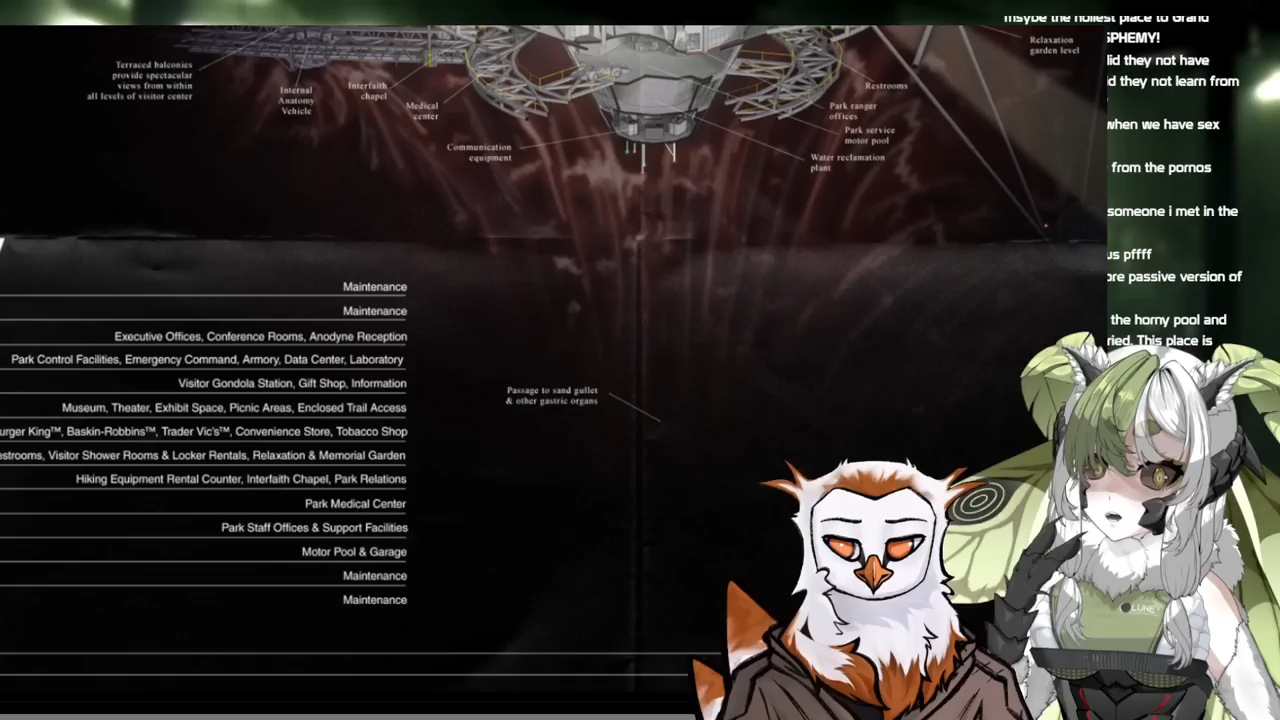 msybe the holiest place to Grand
SPHEMY!
did they not have
d they not learn from
when we have sex
from the pornos
someone i met in the
us pffff
ore passive version of
the horny pool and
ried. This place is
Terraced balconies
provide spectacular
views from within
all levels of visitor center
Internal
Anatomy
Vehicle
Interfaith
chapel
Medical
center
Communication
equipment
Relaxation
garden level
Restrooms
Park ranger
offices
Park service
motor pool
Water reclamation
plant
Passage to sand gullet
& other gastric organs
Maintenance
Maintenance
Executive Offices, Conference Rooms, Anodyne Reception
Park Control Facilities, Emergency Command, Armory, Data Center, Laboratory
Visitor Gondola Station, Gift Shop, Information
Museum, Theater, Exhibit Space, Picnic Areas, Enclosed Trail Access
urger King™, Baskin-Robbins™, Trader Vic's™, Convenience Store, Tobacco Shop
estrooms, Visitor Shower Rooms & Locker Rentals, Relaxation & Memorial Garden
Hiking Equipment Rental Counter, Interfaith Chapel, Park Relations
Park Medical Center
Park Staff Offices & Support Facilities
Motor Pool & Garage
Maintenance
Maintenance
LUNE